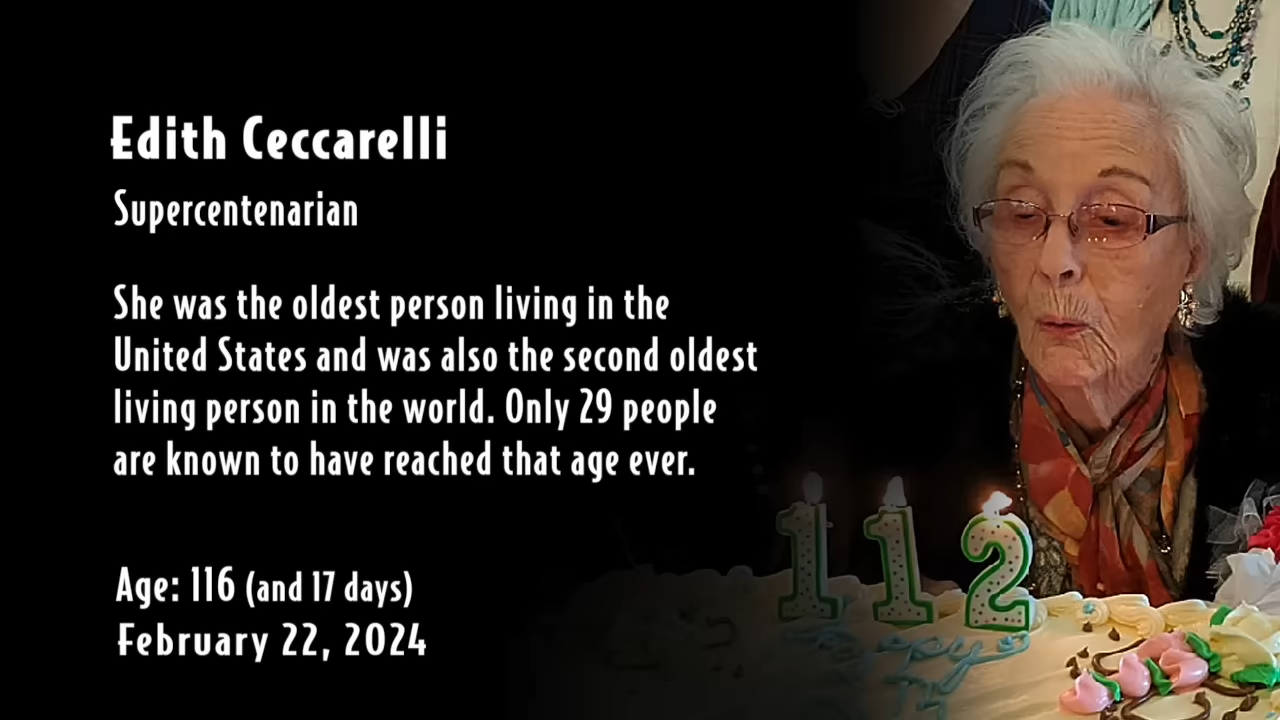 Edith Ceccarelli
Supercentenarian
She was the oldest person living in the
United States and was also the second oldest
living person in the world. Only 29 people
are known to have reached that age ever.
Age: 116 (and 17 days)
February 22, 2024
112
Happy